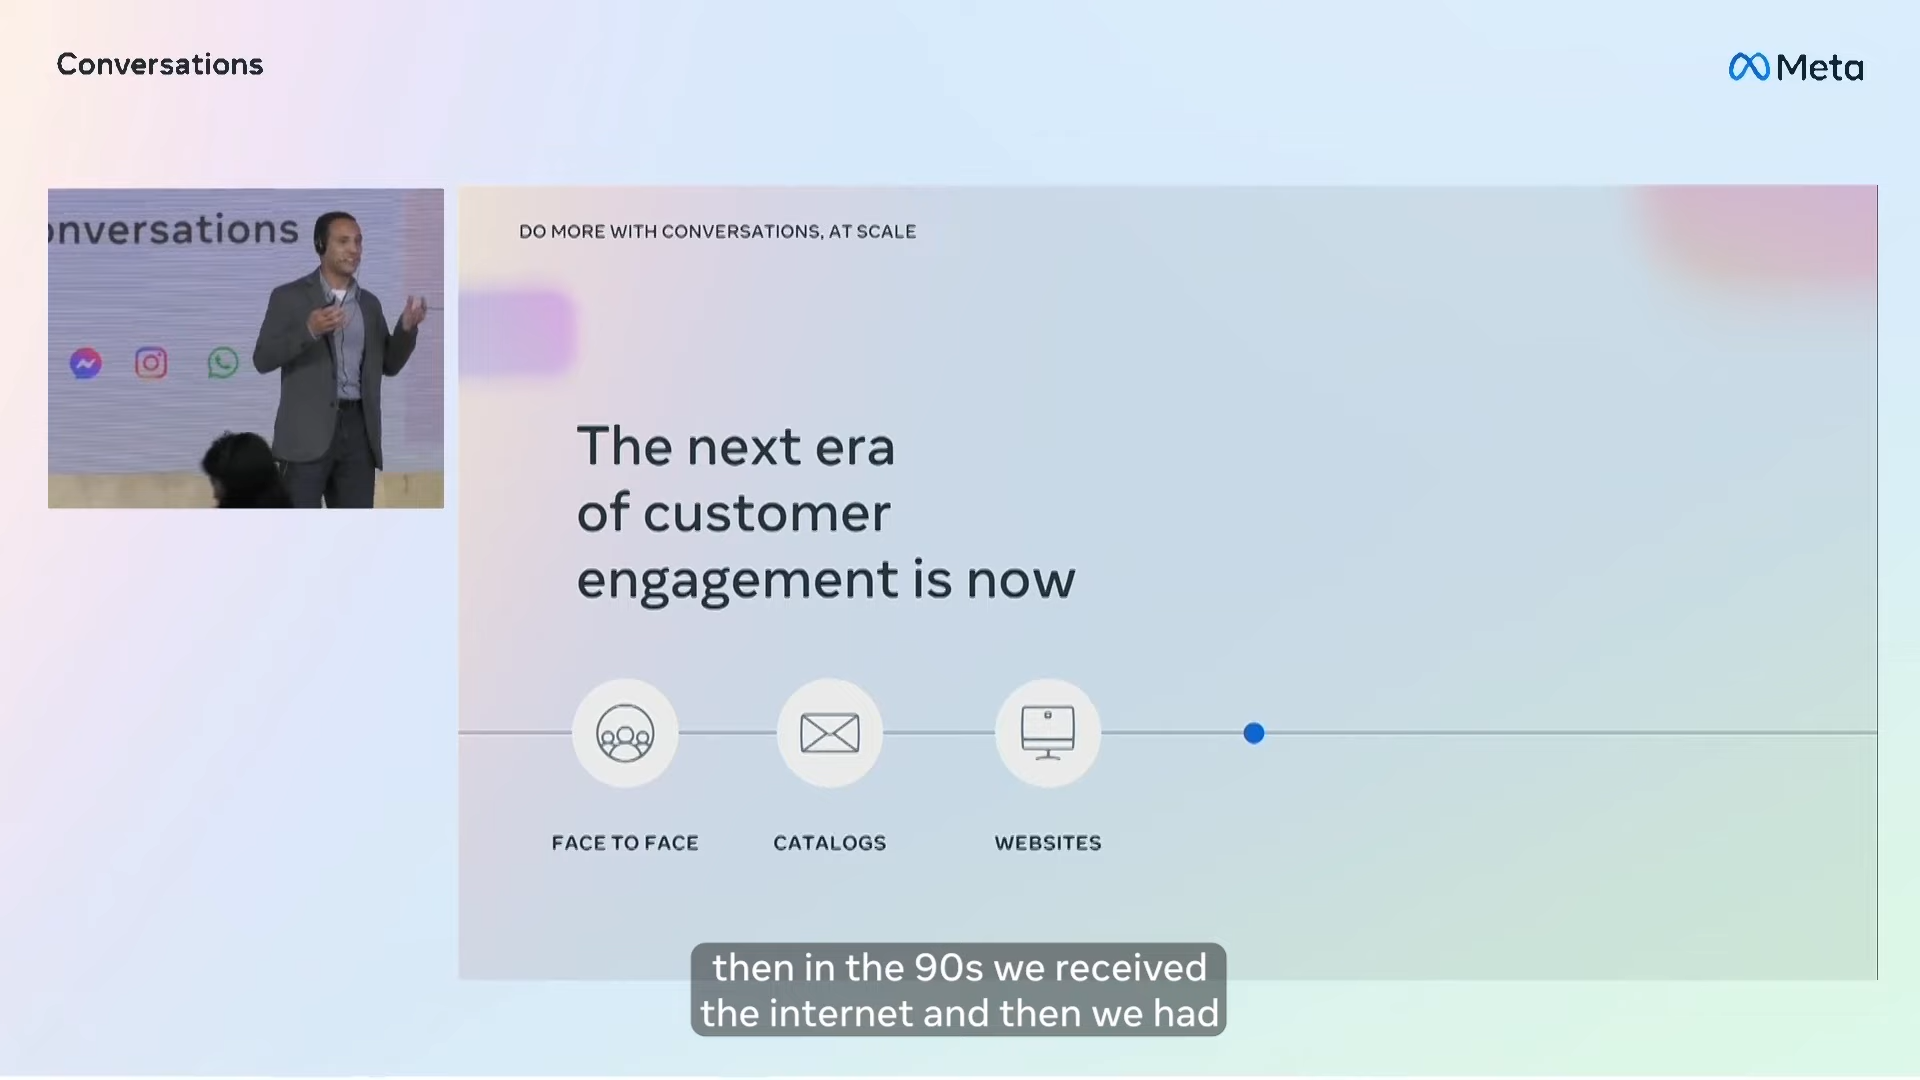 Conversations
Meta
onversations
DO MORE WITH CONVERSATIONS, AT SCALE
The next era
of customer
engagement is now
FACE TO FACE
CATALOGS
WEBSITES
then in the 90s we received
the internet and then we had